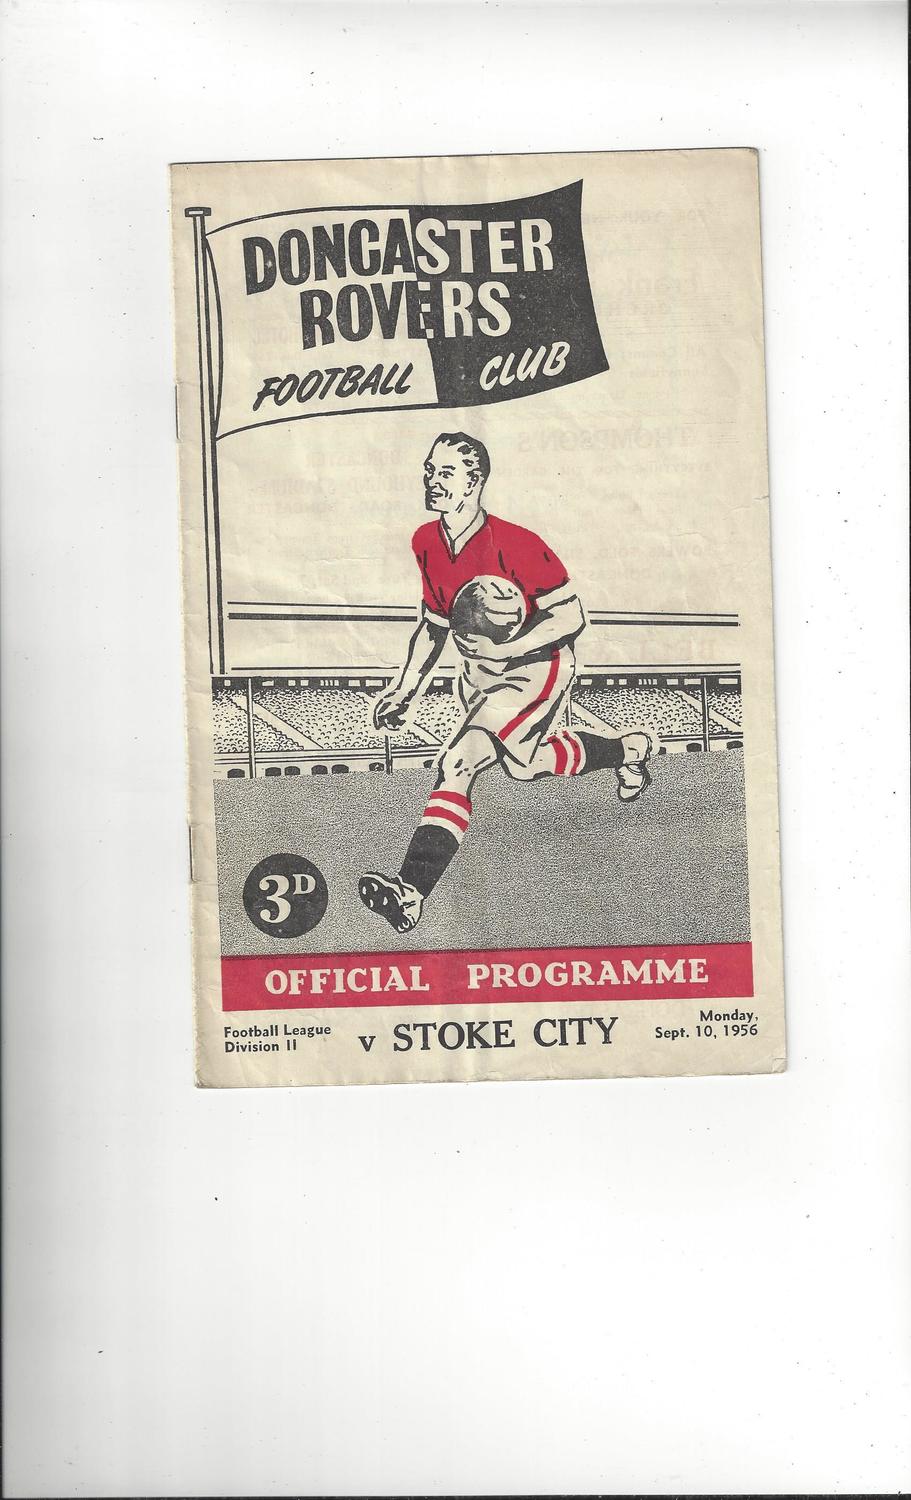 DONCASTER
ROVERS
FOOTBALL CLUB
3D
OFFICIAL PROGRAMME
Football League
Division II
v STOKE CITY
Monday,
Sept. 10, 1956